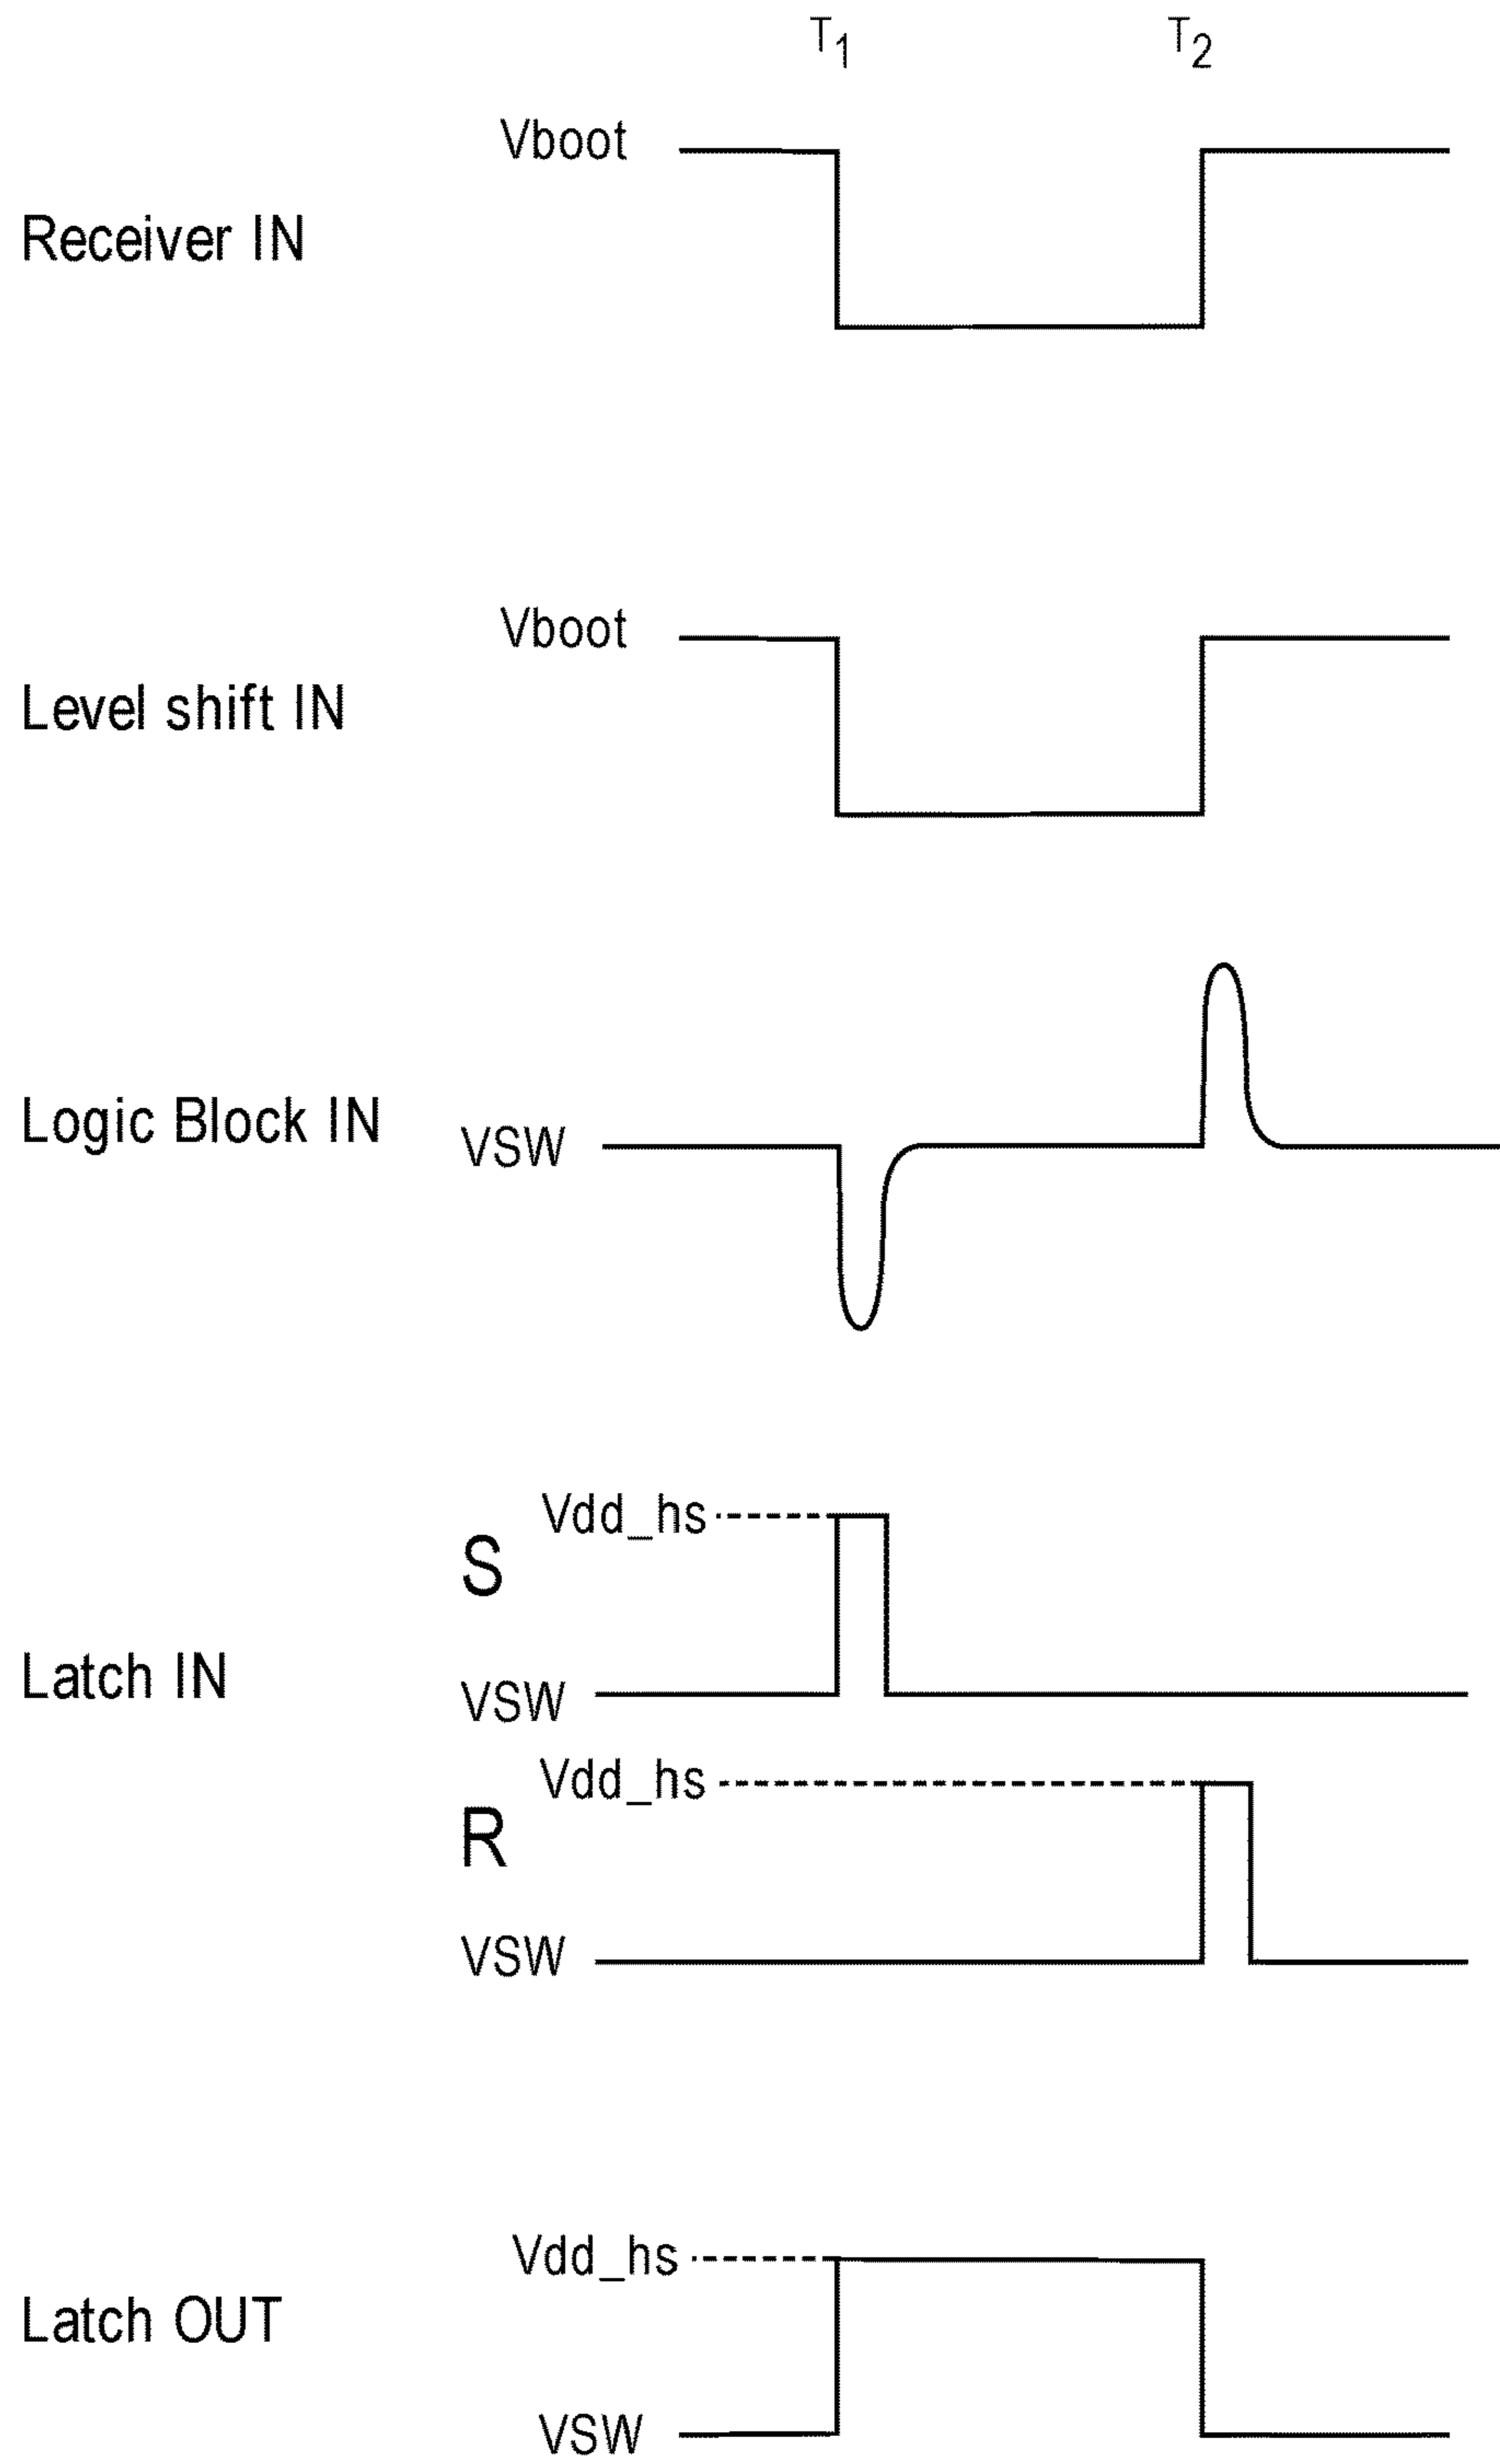 T1 T2
Vboot
Receiver IN
Vboot
Level shift IN
Logic Block IN VSW
Vdd_hs
S
Latch IN
VSW
Vdd_hs
R
VSW
Vdd_hs
Latch OUT
VSW